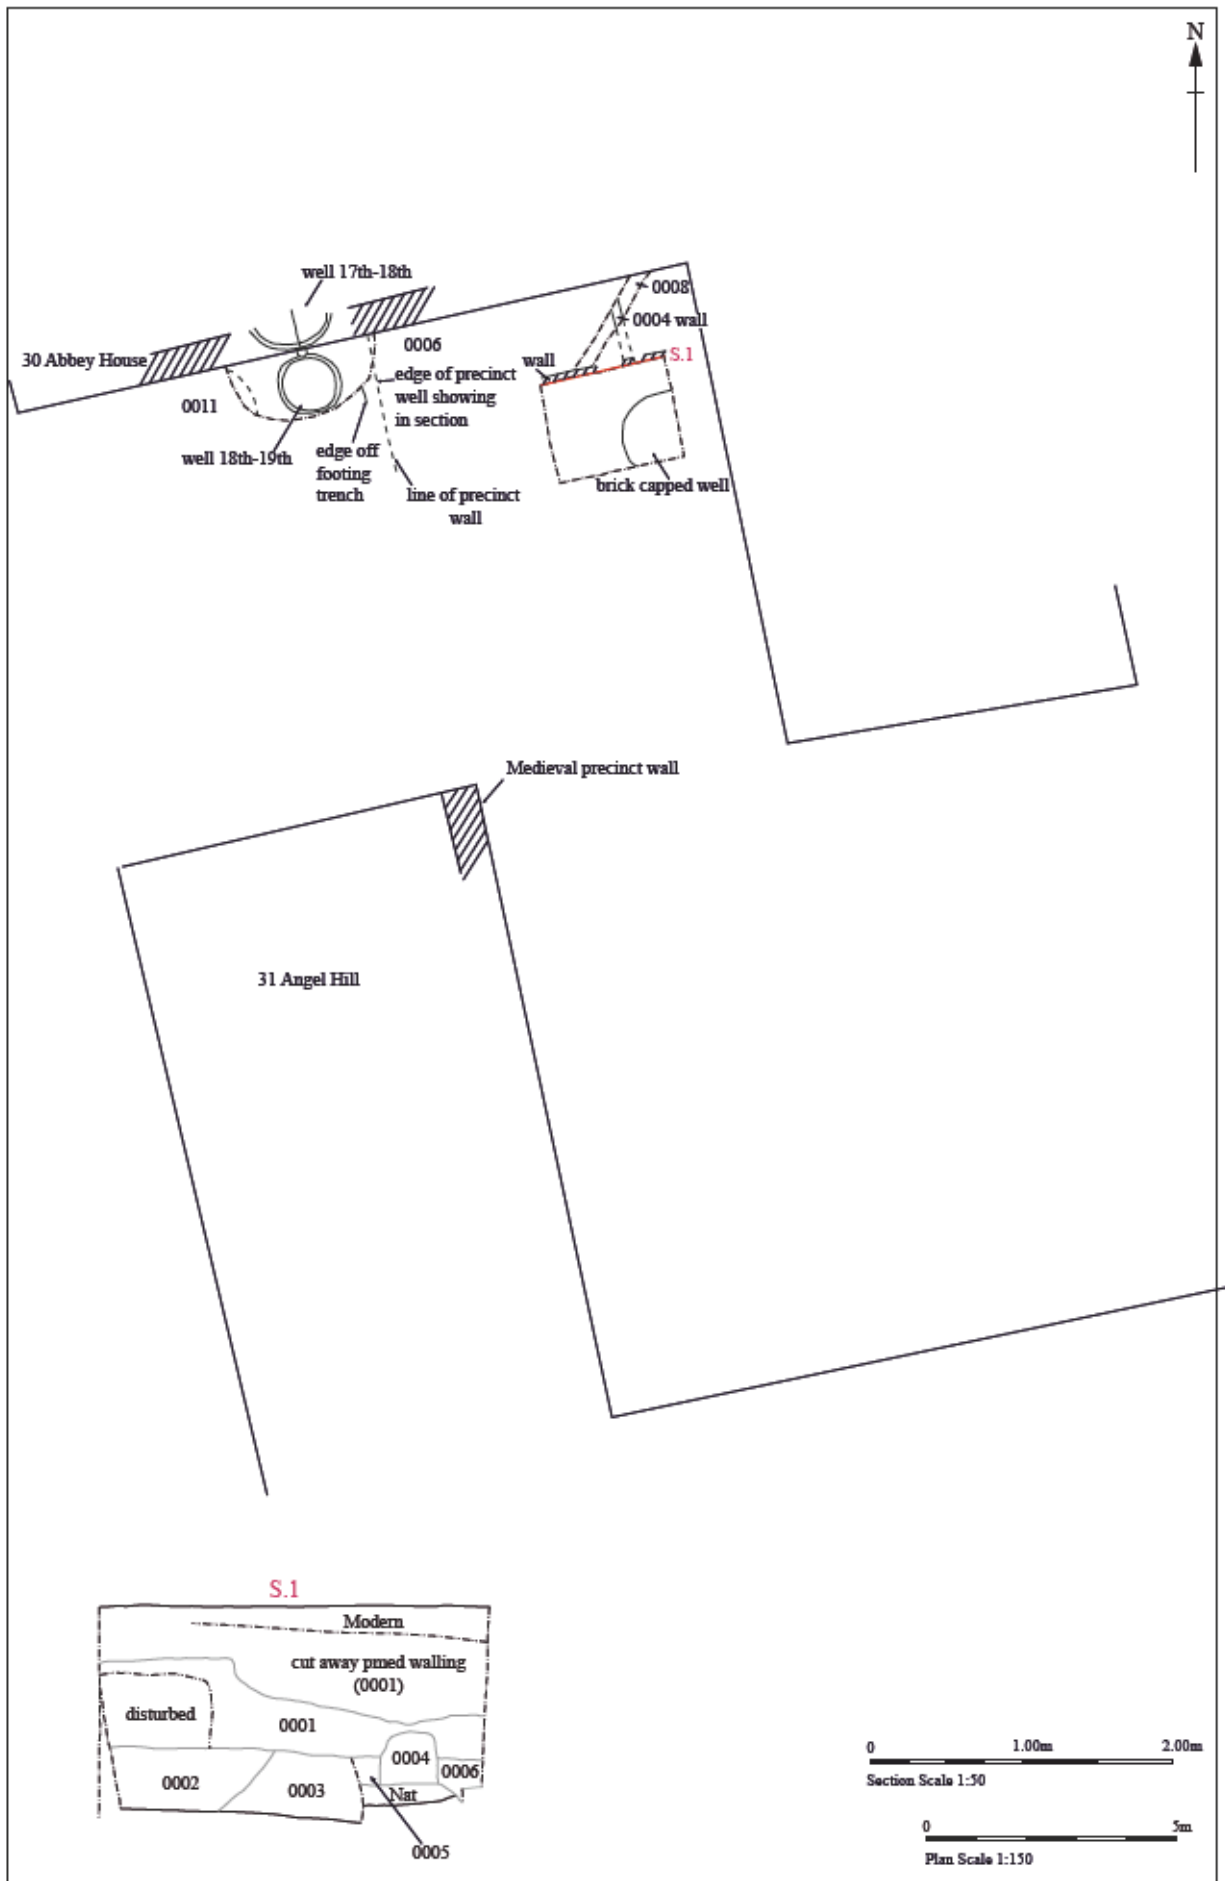 N
well 17th-18th
0008
0004 wall
30 Abbey House
0006
wall
S.1
edge of precinct
well showing
in section
0011
well 18th-19th
edge off
footing
trench
line of precinct
wall
brick capped well
Medieval precinct wall
31 Angel Hill
S.1
Modern
cut away pmed walling
(0001)
disturbed
0001
0004
0006
0002
0003
Nat
0005
0 1.00m 2.00m
Section Scale 1:50
0 5m
Plan Scale 1:150